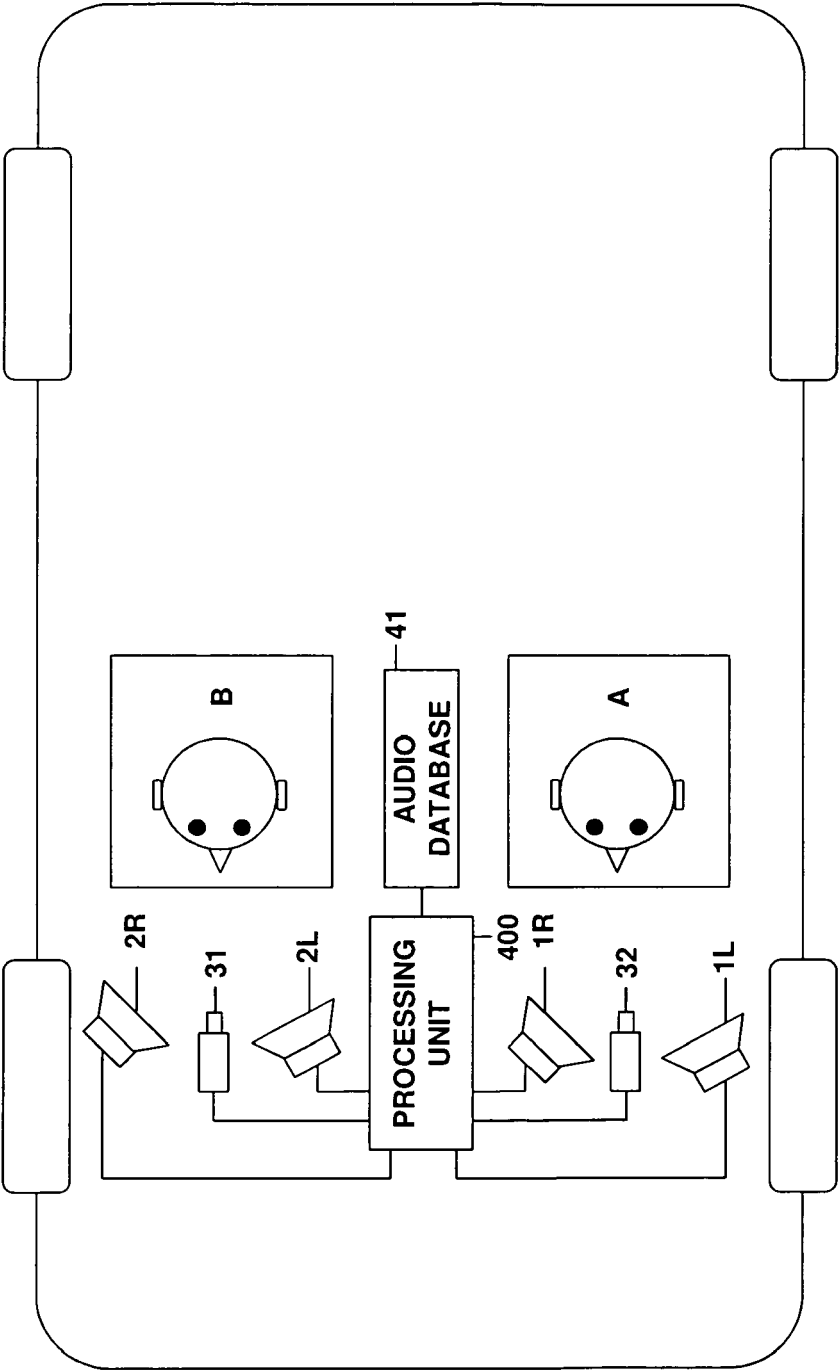 2R
31
2L
PROCESSING
UNIT
400
1R
32
1L
B
AUDIO
DATABASE
41
A